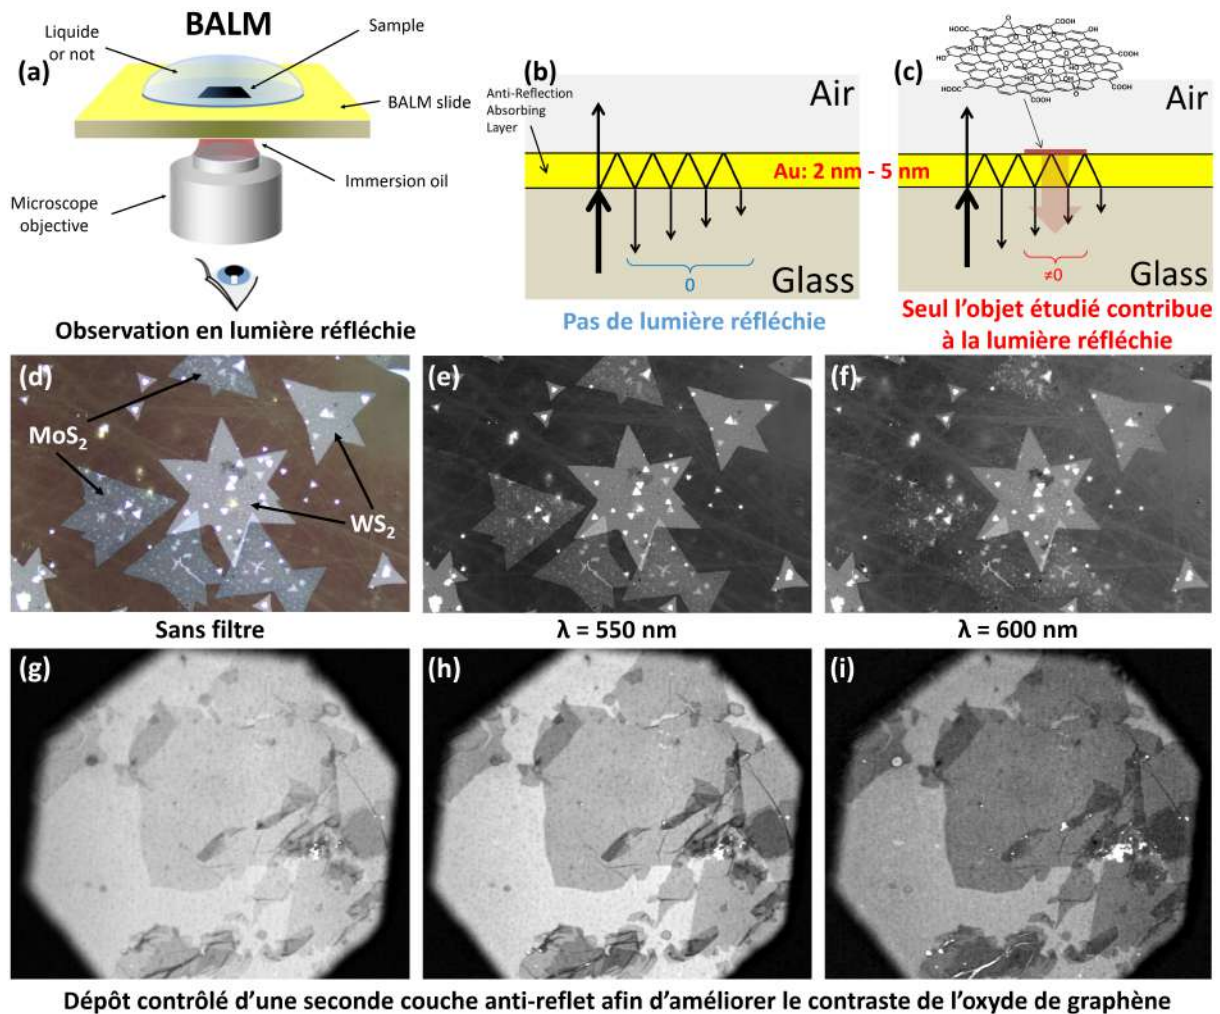 BALM
Liquide
or not
Sample
(a)
BALM slide
Immersion oil
Microscope
objective
Observation en lumière réfléchie
(b)
Air
Anti-Reflection
Absorbing
Layer
Au: 2 nm - 5 nm
0
Glass
Pas de lumière réfléchie
(c)
Air
≠0
Glass
Seul l'objet étudié contribue
à la lumière réfléchie
(d)
MoS2
WS2
Sans filtre
(e)
λ = 550 nm
(f)
λ = 600 nm
(g)
(h)
(i)
Dépôt contrôlé d'une seconde couche anti-reflet afin d'améliorer le contraste de l'oxyde de graphène